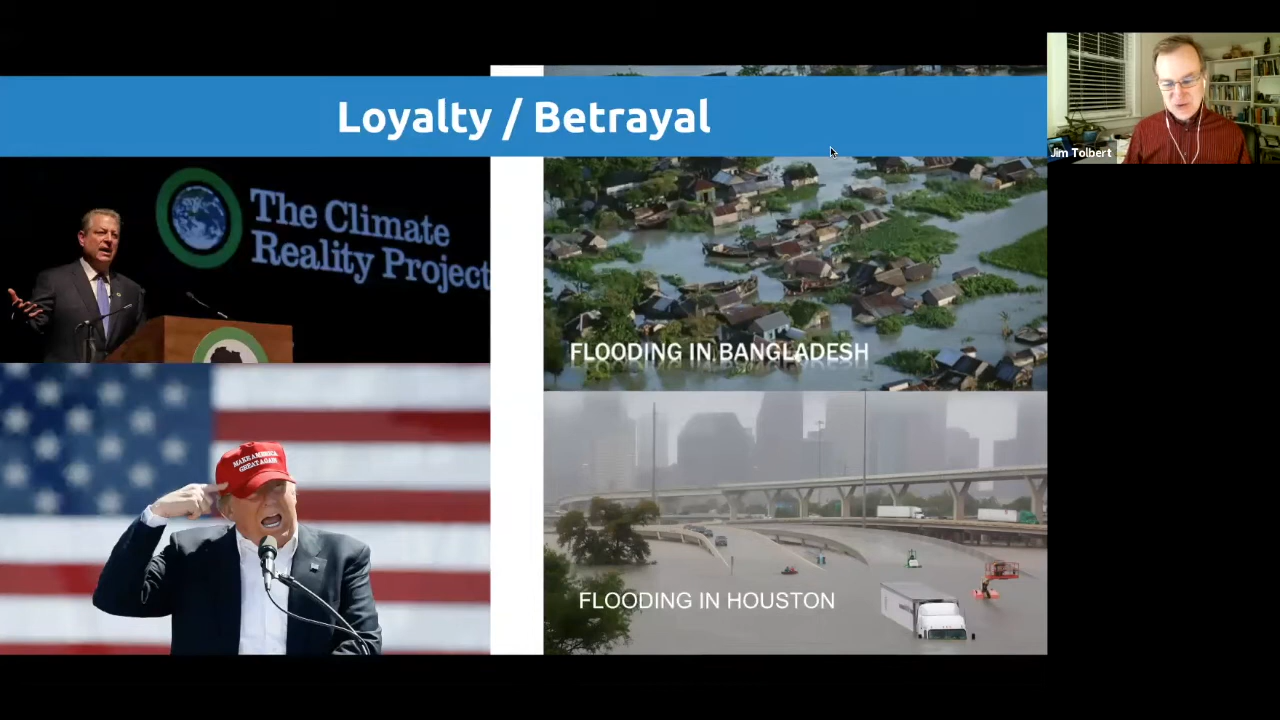 Loyalty / Betrayal
Jim Tolbert
The Climate
Reality Project
FLOODING IN BANGLADESH
MAKE AMERICA
GREAT AGAIN
FLOODING IN HOUSTON